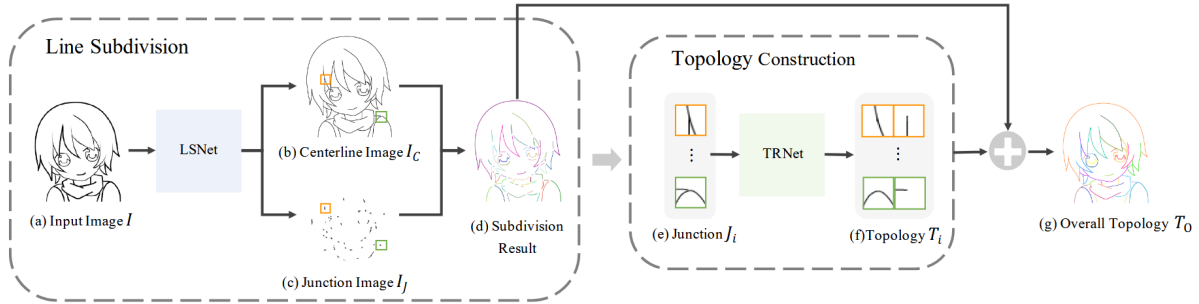 Line Subdivision
LSNet
(a) Input Image I
(b) Centerline Image I_C
(c) Junction Image I_J
(d) Subdivision
Result
Topology Construction
TRNet
(e) Junction J_i
(f)Topology T_i
(g) Overall Topology T_O